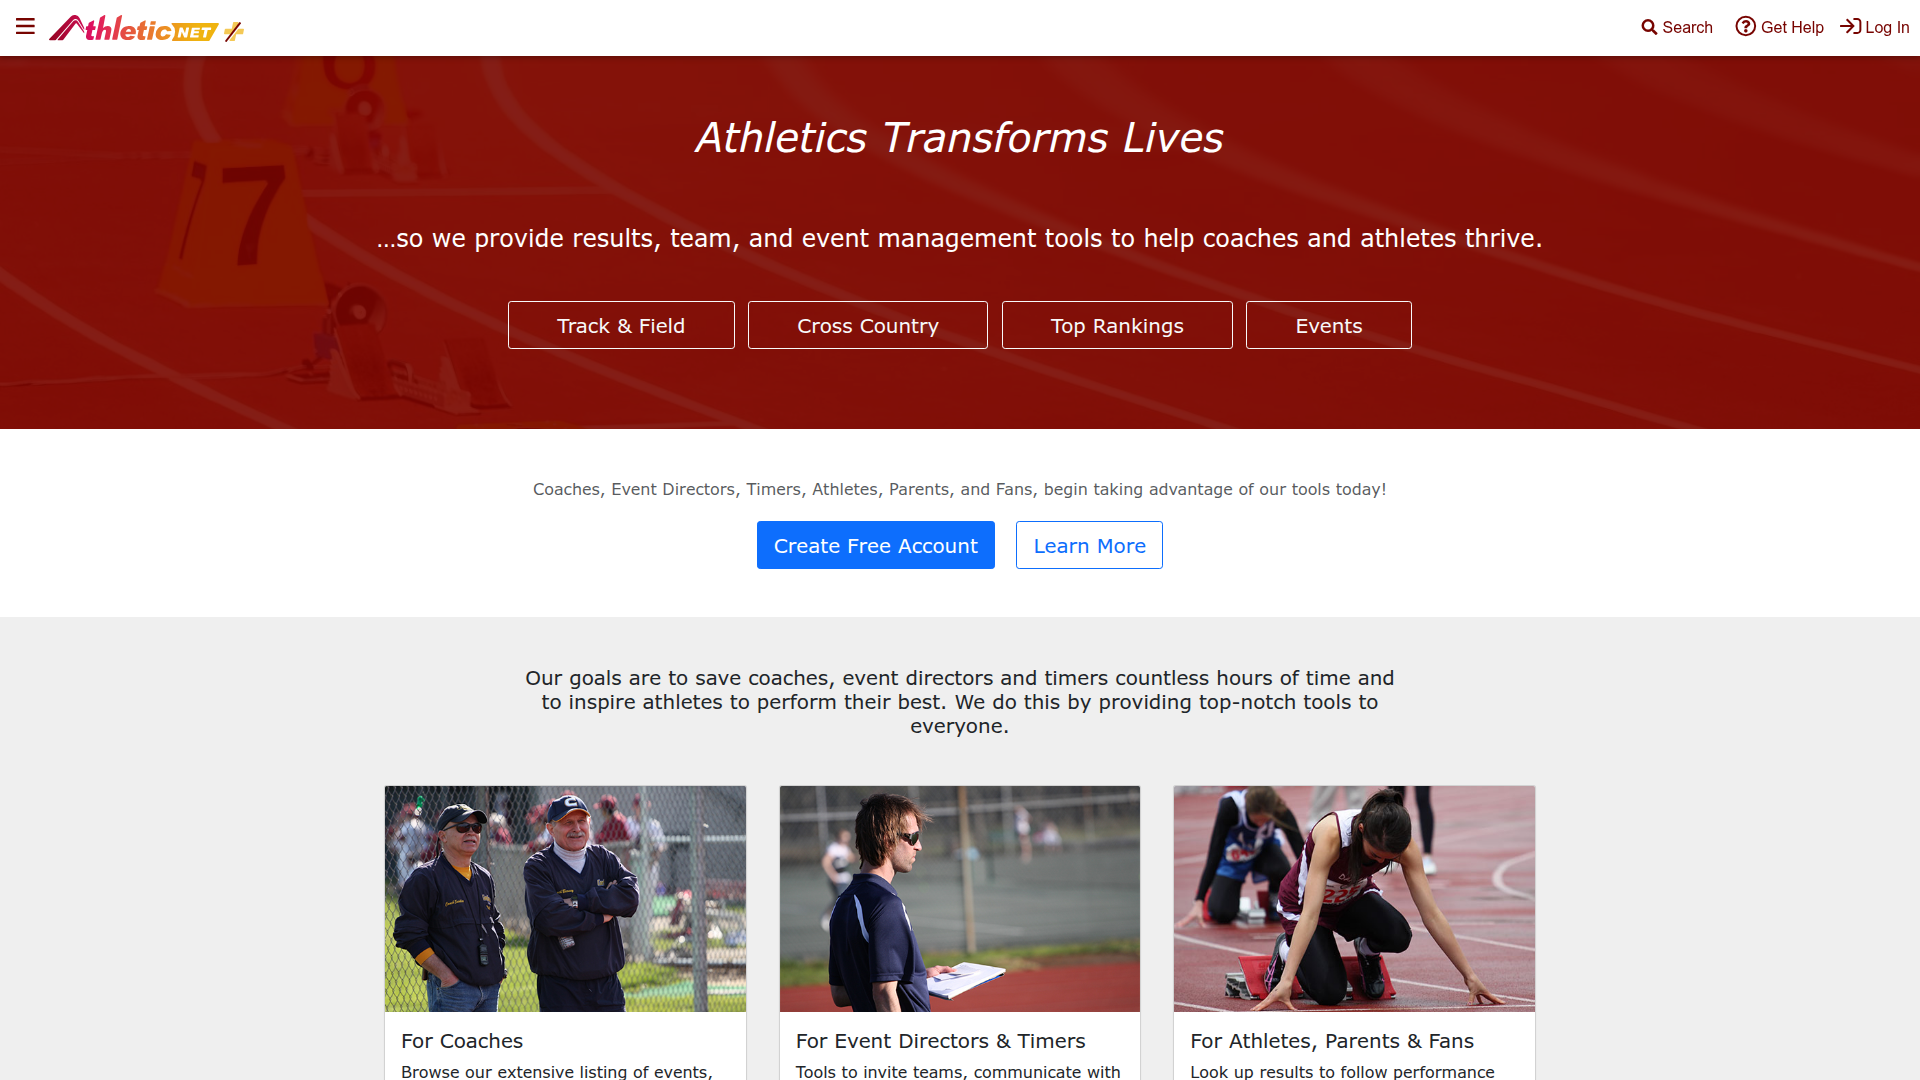 AthleticNET
Search
Get Help
Log In
7
Athletics Transforms Lives
...so we provide results, team, and event management tools to help coaches and athletes thrive.
Track & Field
Cross Country
Top Rankings
Events
Coaches, Event Directors, Timers, Athletes, Parents, and Fans, begin taking advantage of our tools today!
Create Free Account
Learn More
Our goals are to save coaches, event directors and timers countless hours of time and
to inspire athletes to perform their best. We do this by providing top-notch tools to
everyone.
For Coaches
Browse our extensive listing of events,
For Event Directors & Timers
Tools to invite teams, communicate with
For Athletes, Parents & Fans
Look up results to follow performance